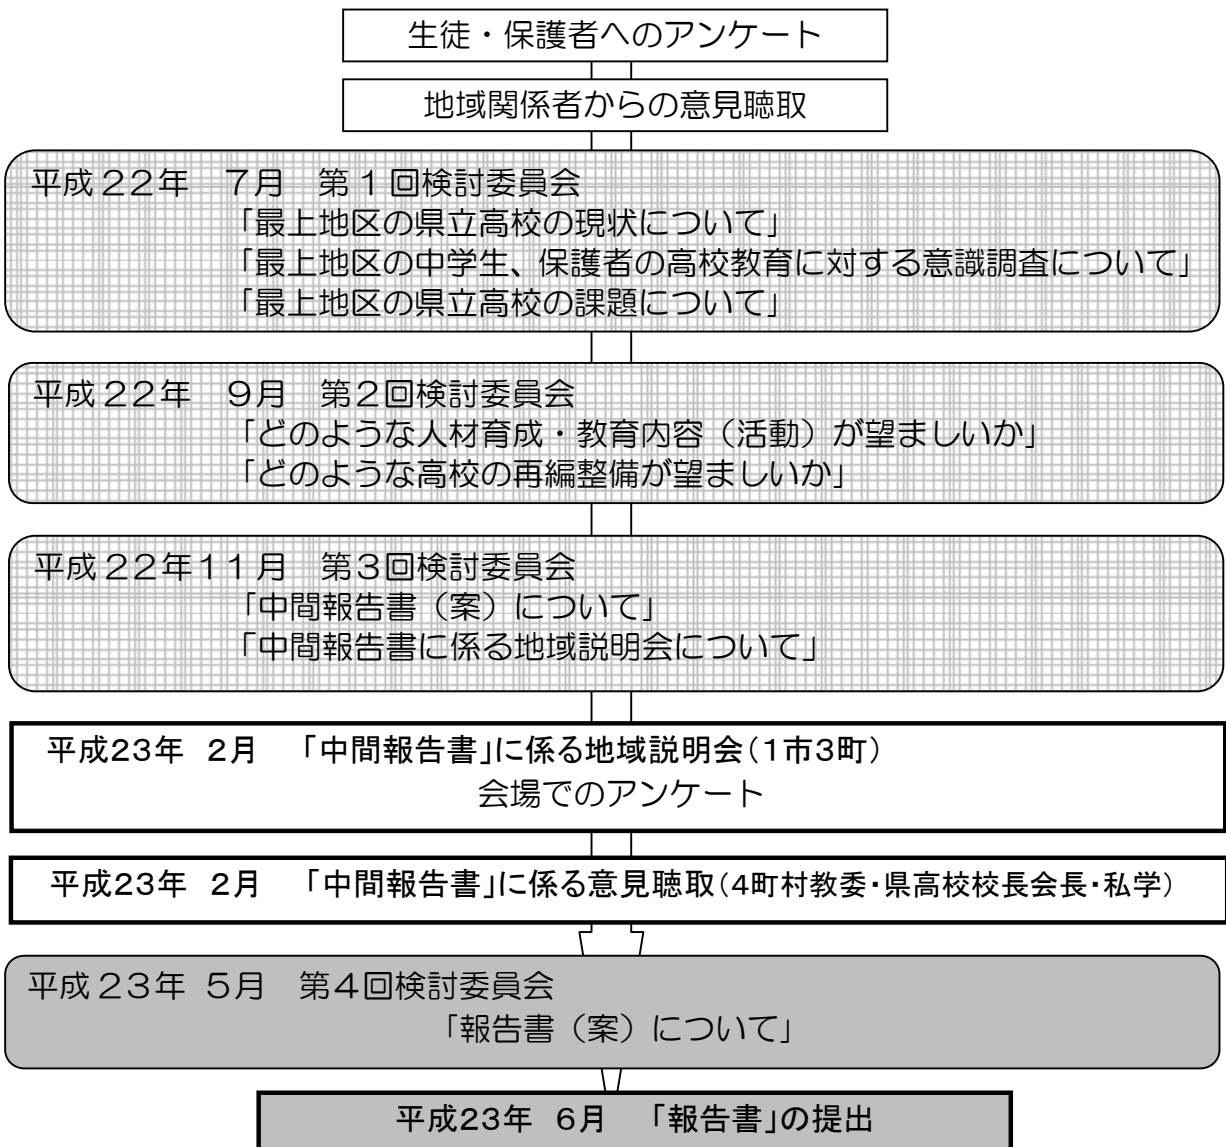 生徒・保護者へのアンケート
地域関係者からの意見聴取
平成22年　7月　第1回検討委員会
「最上地区の県立高校の現状について」
「最上地区の中学生、保護者の高校教育に対する意識調査について」
「最上地区の県立高校の課題について」
平成22年　9月　第2回検討委員会
「どのような人材育成・教育内容（活動）が望ましいか」
「どのような高校の再編整備が望ましいか」
平成22年11月　第3回検討委員会
「中間報告書（案）について」
「中間報告書に係る地域説明会について」
平成23年 2月　「中間報告書」に係る地域説明会(1市3町)
会場でのアンケート
平成23年 2月　「中間報告書」に係る意見聴取(4町村教委・県高校校長会長・私学)
平成23年 5月　第4回検討委員会
「報告書（案）について」
平成23年 6月　「報告書」の提出